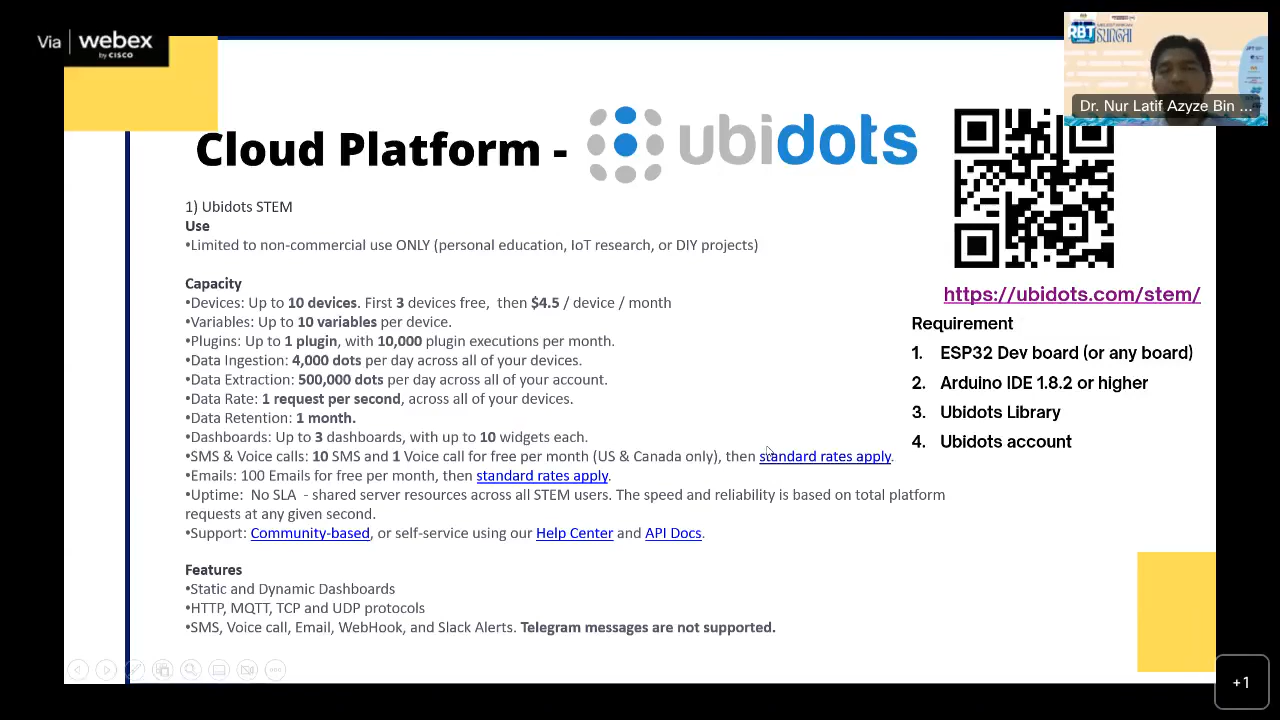 Via webex
by CISCO
RBT
SUNGAI
Dr. Nur Latif Azyze Bin ...
Cloud Platform - ubidots
1) Ubidots STEM
Use
•Limited to non-commercial use ONLY (personal education, IoT research, or DIY projects)
Capacity
•Devices: Up to 10 devices. First 3 devices free, then $4.5 / device / month
•Variables: Up to 10 variables per device.
•Plugins: Up to 1 plugin, with 10,000 plugin executions per month.
•Data Ingestion: 4,000 dots per day across all of your devices.
•Data Extraction: 500,000 dots per day across all of your account.
•Data Rate: 1 request per second, across all of your devices.
•Data Retention: 1 month.
•Dashboards: Up to 3 dashboards, with up to 10 widgets each.
•SMS & Voice calls: 10 SMS and 1 Voice call for free per month (US & Canada only), then standard rates apply.
•Emails: 100 Emails for free per month, then standard rates apply.
•Uptime: No SLA - shared server resources across all STEM users. The speed and reliability is based on total platform
requests at any given second.
•Support: Community-based, or self-service using our Help Center and API Docs.
Features
•Static and Dynamic Dashboards
•HTTP, MQTT, TCP and UDP protocols
•SMS, Voice call, Email, WebHook, and Slack Alerts. Telegram messages are not supported.
https://ubidots.com/stem/
Requirement
1. ESP32 Dev board (or any board)
2. Arduino IDE 1.8.2 or higher
3. Ubidots Library
4. Ubidots account
+1